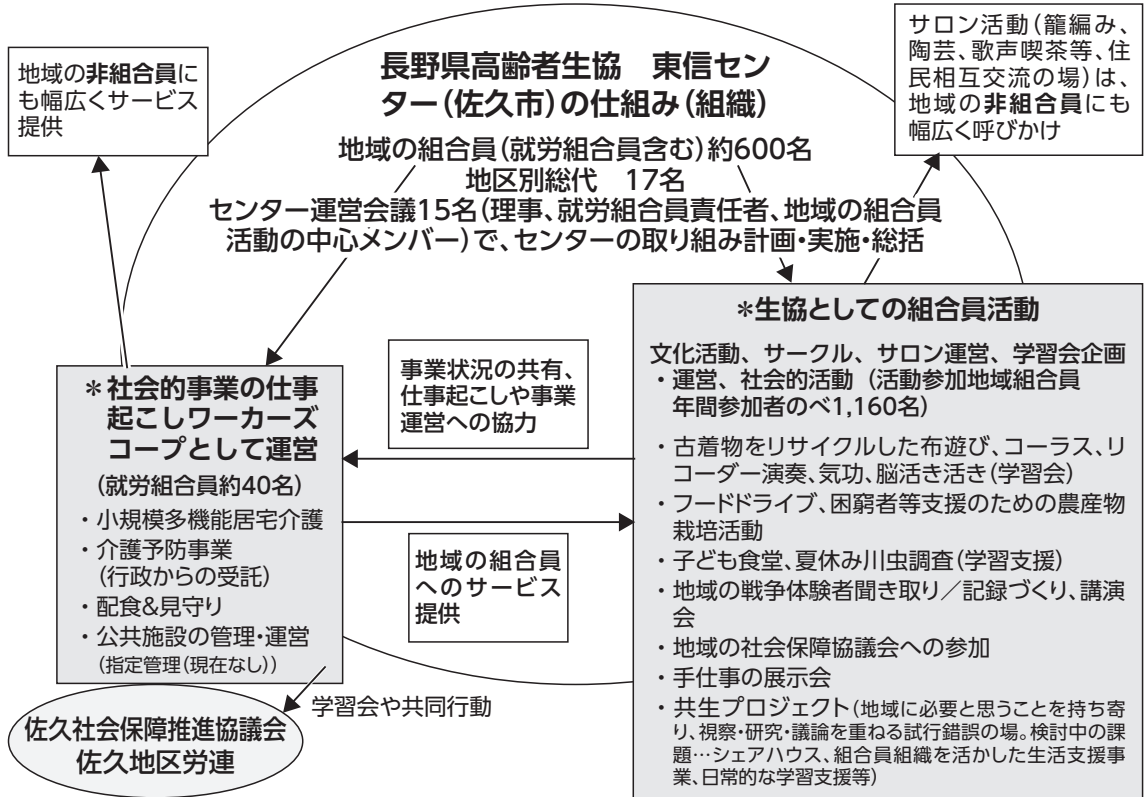 地域の非組合員に
も幅広くサービス
提供
長野県高齢者生協　東信セン
ター(佐久市)の仕組み(組織)
サロン活動(籠編み、
陶芸、歌声喫茶等、住
民相互交流の場)は、
地域の非組合員にも
幅広く呼びかけ
地域の組合員(就労組合員含む)約600名
地区別総代　17名
センター運営会議15名(理事、就労組合員責任者、地域の組合員
活動の中心メンバー)で、センターの取り組み計画・実施・総括
*社会的事業の仕事
起こしワーカーズ
コープとして運営
(就労組合員約40名)
・小規模多機能居宅介護
・介護予防事業
(行政からの受託)
・配食&見守り
・公共施設の管理・運営
(指定管理(現在なし))
事業状況の共有、
仕事起こしや事業
運営への協力
地域の組合員
へのサービス
提供
*生協としての組合員活動
文化活動、サークル、サロン運営、学習会企画
・運営、社会的活動(活動参加地域組合員
年間参加者のべ1,160名)
・古着物をリサイクルした布遊び、コーラス、リ
コーダー演奏、気功、脳活き活き(学習会)
・フードドライブ、困窮者等支援のための農産物
栽培活動
・子ども食堂、夏休み川虫調査(学習支援)
・地域の戦争体験者聞き取り/記録づくり、講演
会
・地域の社会保障協議会への参加
・手仕事の展示会
・共生プロジェクト(地域に必要と思うことを持ち寄
り、視察・研究・議論を重ねる試行錯誤の場。検討中の課
題…シェアハウス、組合員組織を活かした生活支援事
業、日常的な学習支援等)
学習会や共同行動
佐久社会保障推進協議会
佐久地区労連